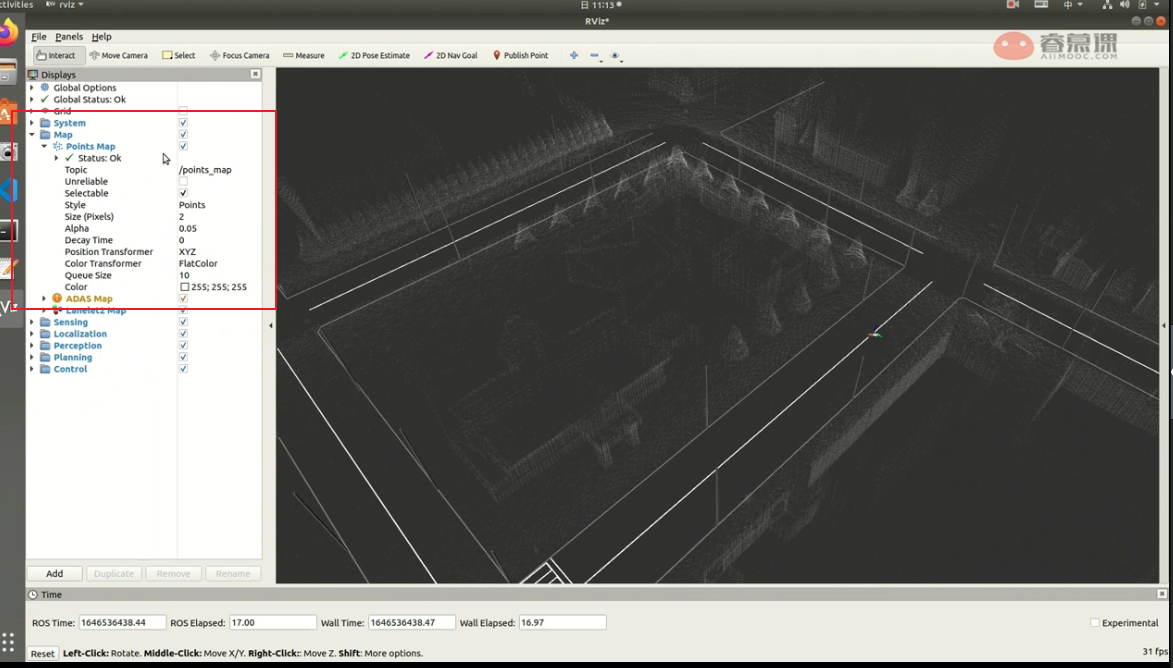 ctivities rviz 日 11:13 中
RViz*
File Panels Help
Interact Move Camera Select Focus Camera Measure 2D Pose Estimate 2D Nav Goal Publish Point
睿慕课
AIIMOOC.COM
Displays
Global Options
Global Status: Ok
Grid
System
Map
Points Map
Status: Ok
Topic /points_map
Unreliable
Selectable
Style Points
Size (Pixels) 2
Alpha 0.05
Decay Time 0
Position Transformer XYZ
Color Transformer FlatColor
Queue Size 10
Color 255; 255; 255
ADAS Map
Lanelet2 Map
Sensing
Localization
Perception
Planning
Control
Add Duplicate Remove Rename
Time
ROS Time: 1646536438.44 ROS Elapsed: 17.00 Wall Time: 1646536438.47 Wall Elapsed: 16.97 Experimental
Reset Left-Click: Rotate. Middle-Click: Move X/Y. Right-Click:: Move Z. Shift: More options. 31 fps